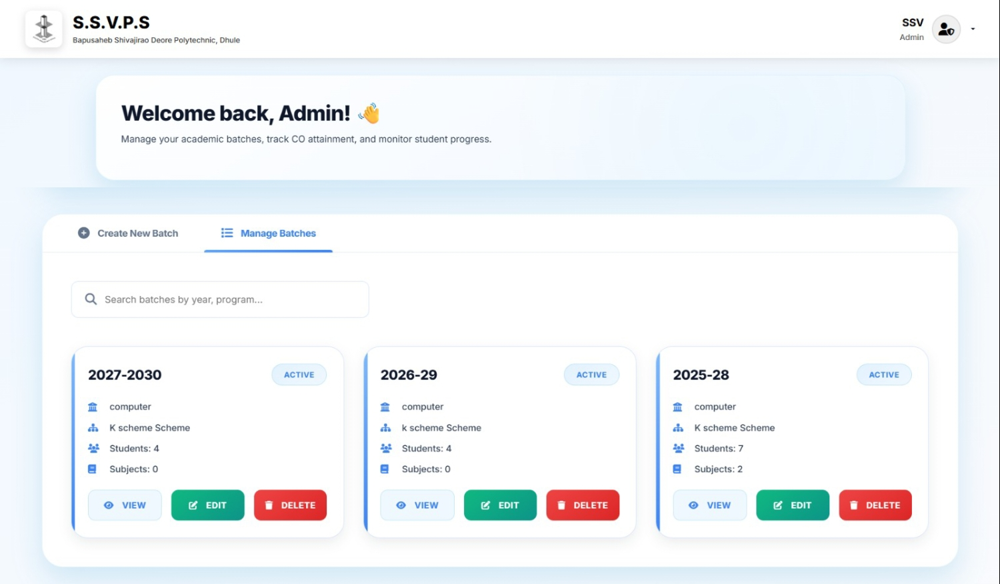 S.S.V.P.S
Bapusaheb Shivajirao Deore Polytechnic, Dhule
SSV
Admin
Welcome back, Admin! 👋
Manage your academic batches, track CO attainment, and monitor student progress.
Create New Batch
Manage Batches
Search batches by year, program...
2027-2030
ACTIVE
computer
K scheme Scheme
Students: 4
Subjects: 0
VIEW
EDIT
DELETE
2026-29
ACTIVE
computer
k scheme Scheme
Students: 4
Subjects: 0
VIEW
EDIT
DELETE
2025-28
ACTIVE
computer
K scheme Scheme
Students: 7
Subjects: 2
VIEW
EDIT
DELETE